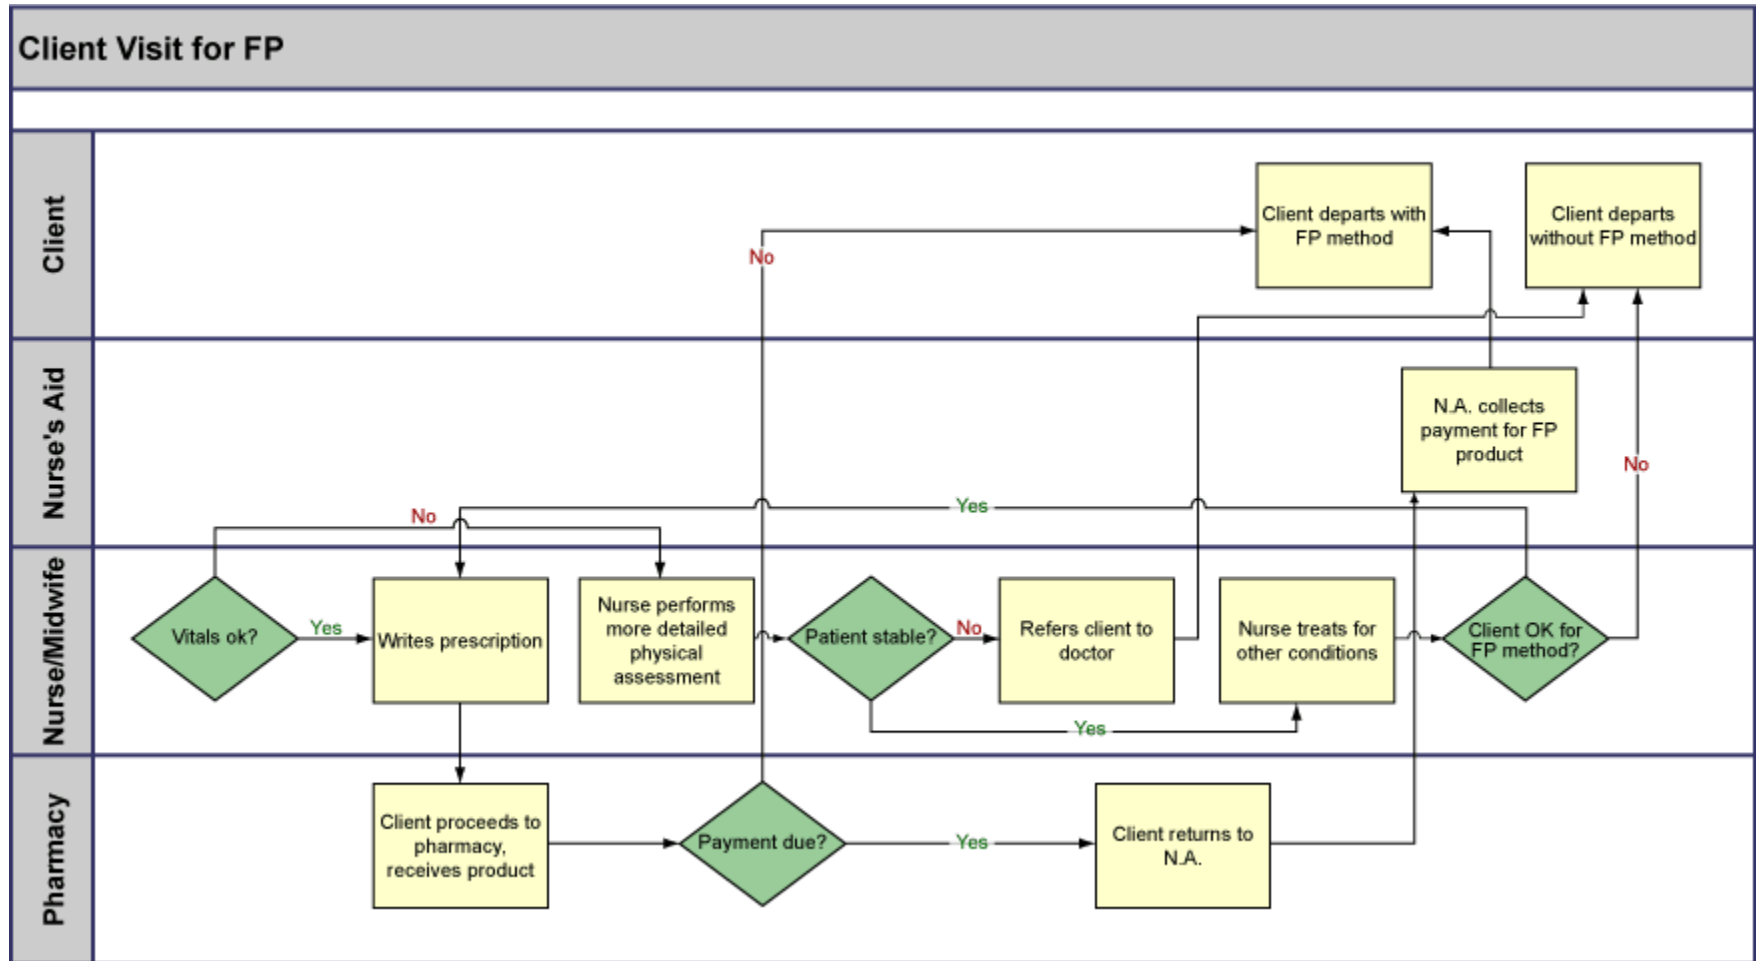 Client Visit for FP
Client
Client departs with
FP method
Client departs
without FP method
No
Nurse's Aid
N.A. collects
payment for FP
product
No
Yes
No
Nurse/Midwife
Vitals ok?
Yes
Writes prescription
Nurse performs
more detailed
physical
assessment
Patient stable?
No
Refers client to
doctor
Nurse treats for
other conditions
Client OK for
FP method?
Yes
Pharmacy
Client proceeds to
pharmacy,
receives product
Payment due?
Yes
Client returns to
N.A.